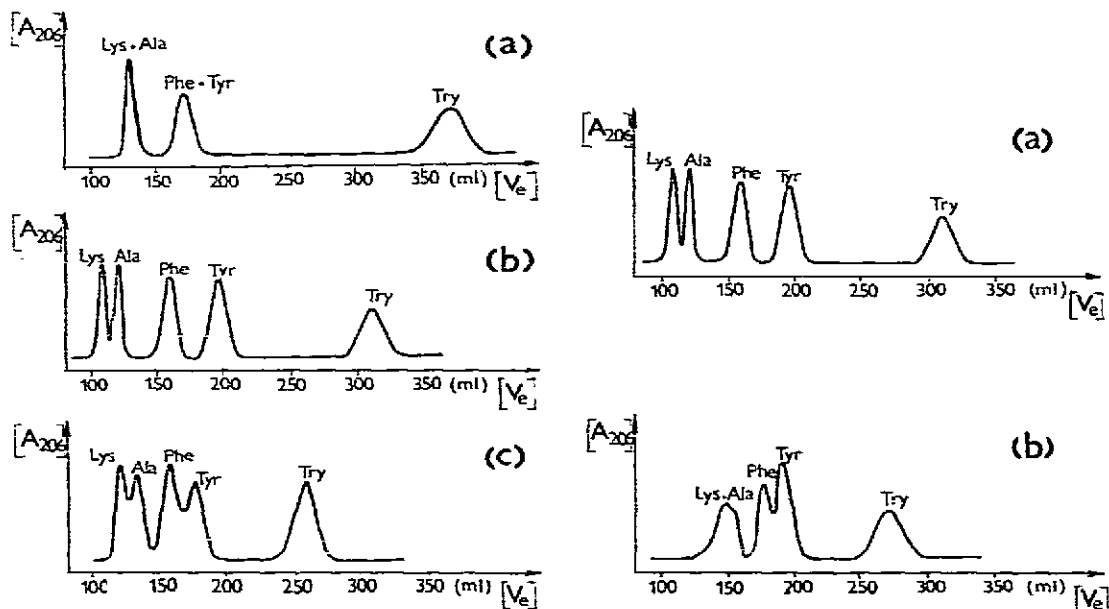 [A₂₀₆]
Lys+Ala
Phe+Tyr
Try
(a)
100 150 200 250 300 350 (ml) [Vₑ]
[A₂₀₆]
Lys Ala Phe Tyr Try
(b)
100 150 200 250 300 350 (ml)
[Vₑ]
[A₂₀₆]
Lys Ala Phe Tyr Try
(c)
100 150 200 250 300 350 (ml) [Vₑ]
[A₂₀₆]
Lys Ala Phe Tyr Try
(a)
100 150 200 250 300 350 (ml)
[Vₑ]
[A₂₀₆]
Lys+Ala Phe Tyr Try
(b)
100 150 200 250 300 350 (ml)
[Vₑ]